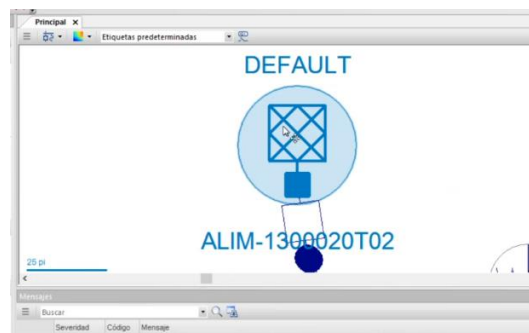 Principal X
Etiquetas predeterminadas
DEFAULT
ALIM-1300020T02
25 pi
Mensajes
Buscar
Severidad Código Mensaje